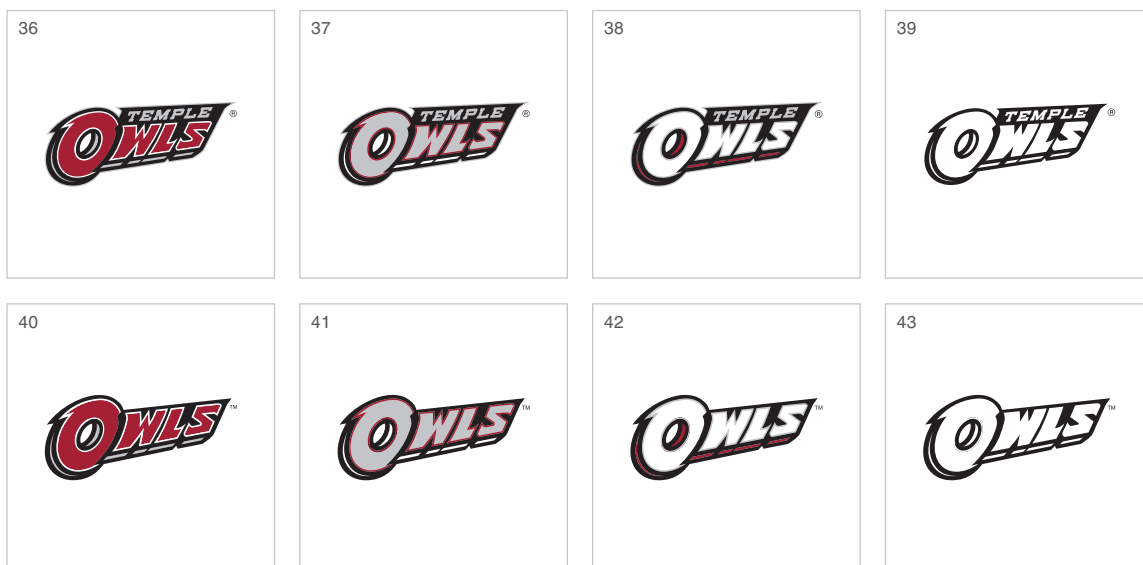 36
TEMPLE
OWLS
®
37
TEMPLE
OWLS
®
38
TEMPLE
OWLS
®
39
TEMPLE
OWLS
®
40
OWLS
™
41
OWLS
™
42
OWLS
™
43
OWLS
™